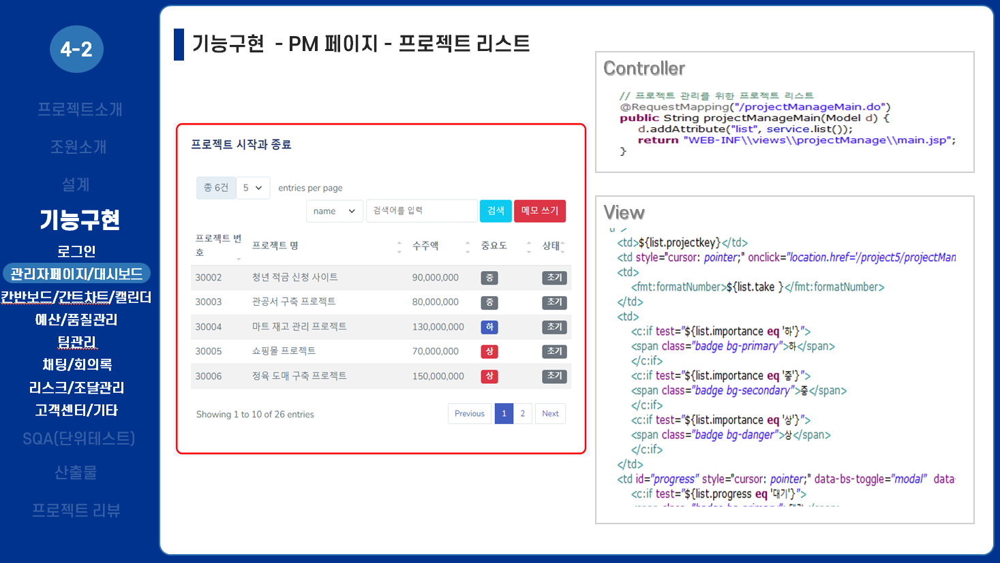 4-2
프로젝트소개
조원소개
설계
기능구현
로그인
관리자페이지/대시보드
칸반보드/간트차트/캘린더
예산/품질관리
팀관리
채팅/회의록
리스크/조달관리
고객센터/기타
SQA(단위테스트)
산출물
프로젝트 리뷰
기능구현 - PM 페이지 - 프로젝트 리스트
프로젝트 시작과 종료
총 6건 5 entries per page
name 검색어를 입력 검색 메모 쓰기
프로젝트 번호 프로젝트 명 수주액 중요도 상태
30002 청년 적금 신청 사이트 90,000,000 중 초기
30003 관공서 구축 프로젝트 80,000,000 중 초기
30004 마트 재고 관리 프로젝트 130,000,000 하 초기
30005 쇼핑몰 프로젝트 70,000,000 상 초기
30006 정육 도매 구축 프로젝트 150,000,000 상 초기
Showing 1 to 10 of 26 entries Previous 1 2 Next
Controller
// 프로젝트 관리를 위한 프로젝트 리스트
@RequestMapping("/projectManageMain.do")
public String projectManageMain(Model d) {
d.addAttribute("list", service.list());
return "WEB-INF\\views\\projectManage\\main.jsp";
}
View
<td>${list.projectkey}</td>
<td style="cursor: pointer;" onclick="location.href='/project5/projectMan
<td>
<fmt:formatNumber>${list.take }</fmt:formatNumber>
</td>
<td>
<c:if test="${list.importance eq '하'}">
<span class="badge bg-primary">하</span>
</c:if>
<c:if test="${list.importance eq '중'}">
<span class="badge bg-secondary">중</span>
</c:if>
<c:if test="${list.importance eq '상'}">
<span class="badge bg-danger">상</span>
</c:if>
</td>
<td id="progress" style="cursor: pointer;" data-bs-toggle="modal" data-
<c:if test="${list.progress eq '대기'}">